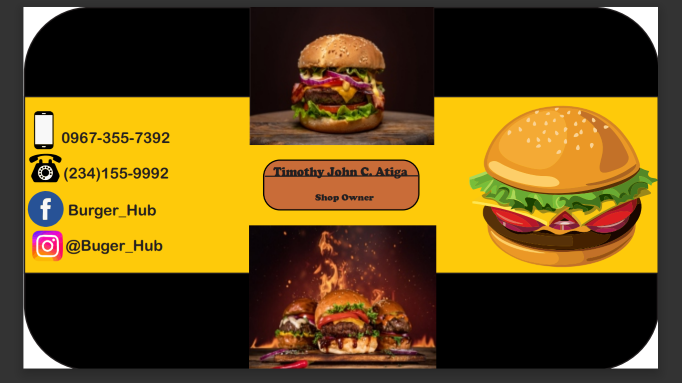 0967-355-7392
(234)155-9992
Burger_Hub
@Buger_Hub
Timothy John C. Atiga
Shop Owner